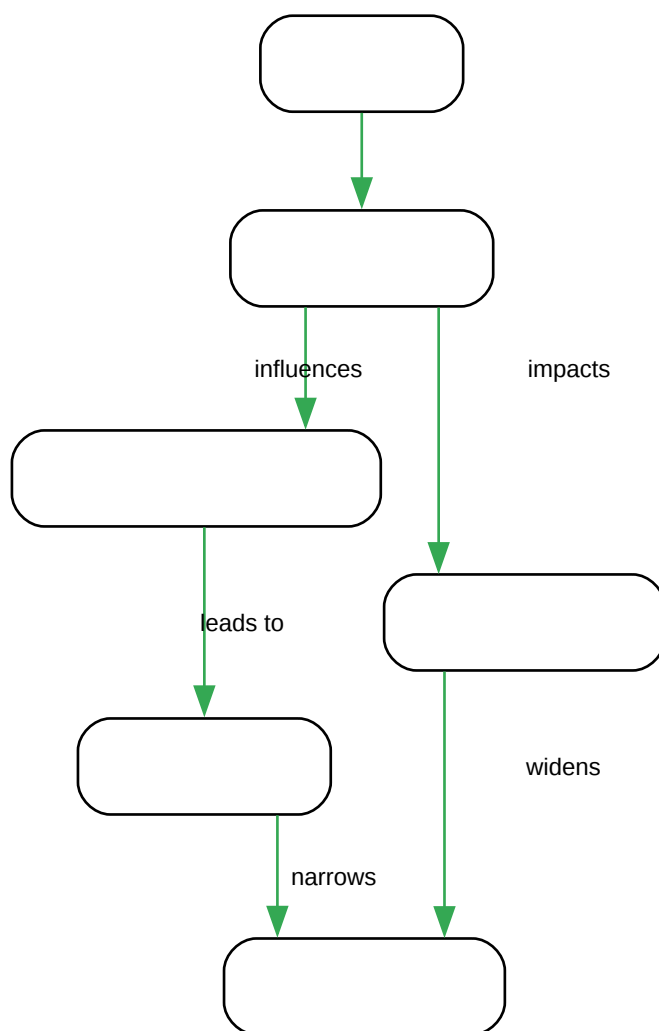 influences
impacts
leads to
widens
narrows